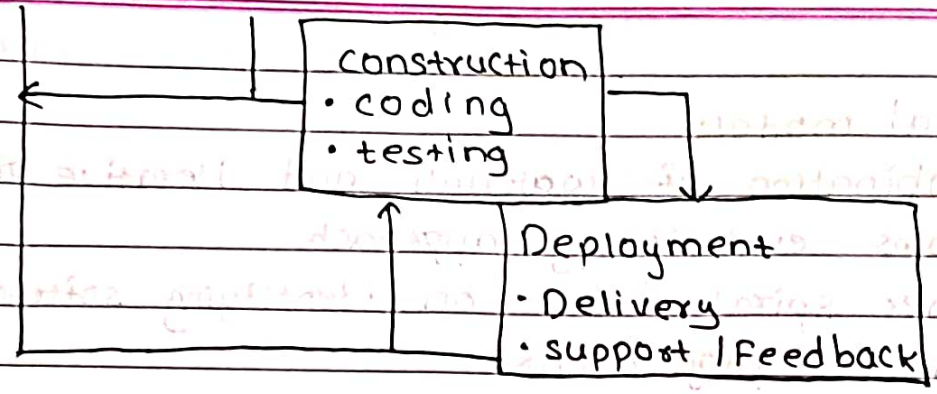 construction
• coding
• testing
Deployment
• Delivery
• support / Feedback